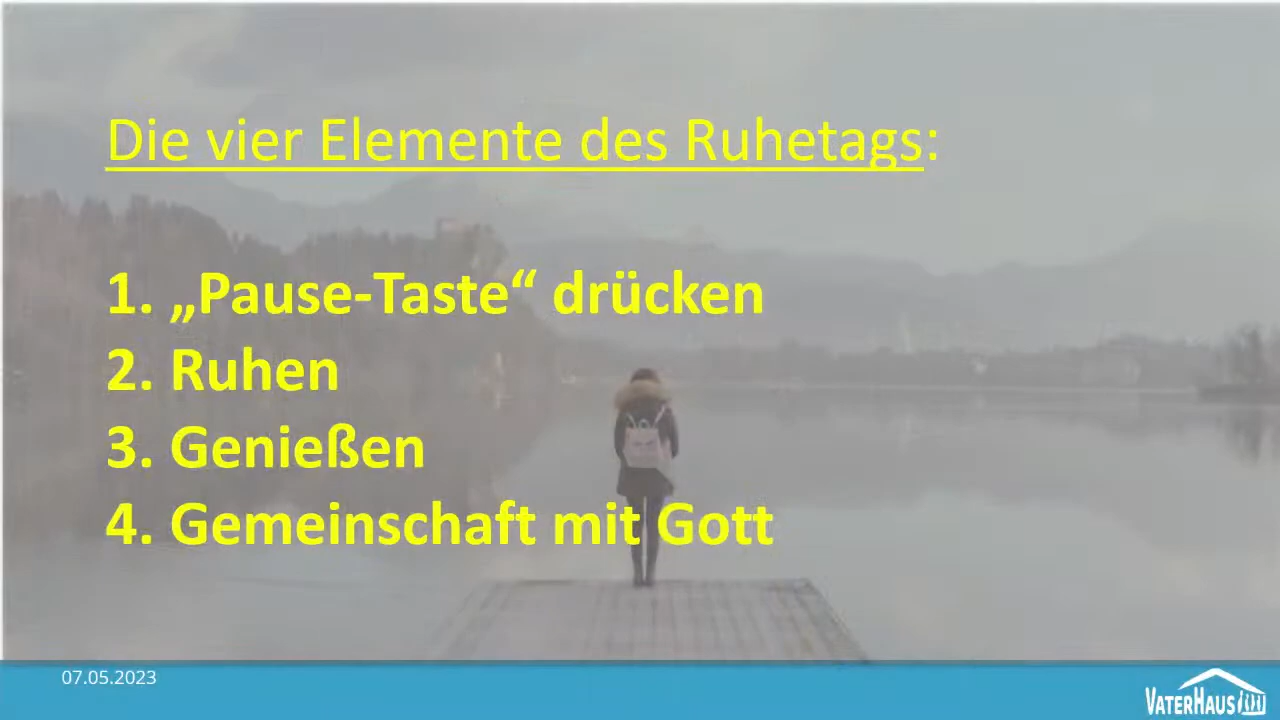 Die vier Elemente des Ruhetags:
1. „Pause-Taste“ drücken
2. Ruhen
3. Genießen
4. Gemeinschaft mit Gott
07.05.2023
VATERHAUS